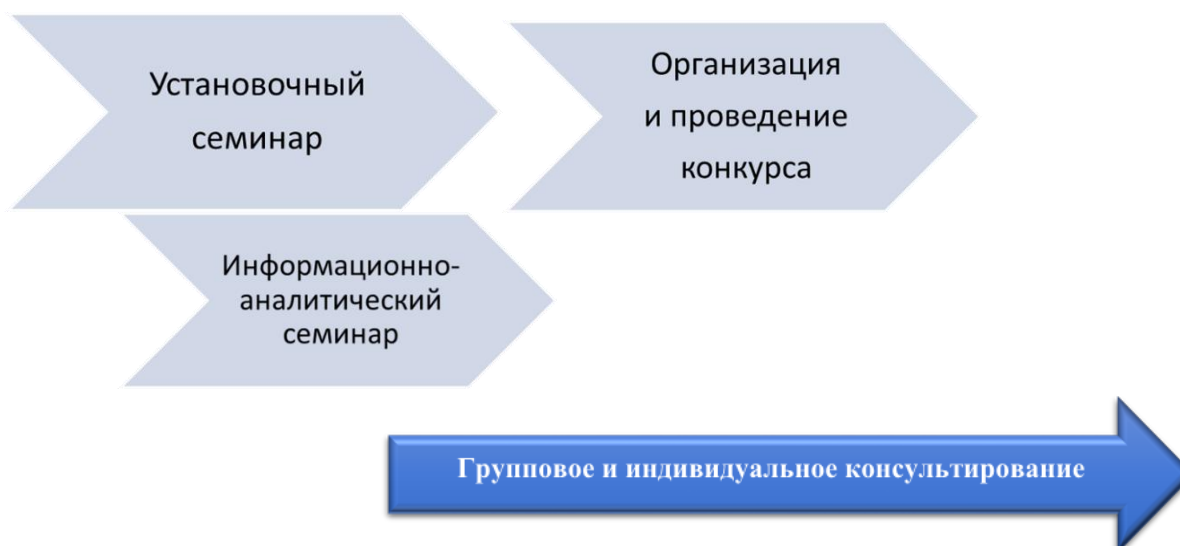 Установочный
семинар
Организация
и проведение
конкурса
Информационно-
аналитический
семинар
Групповое и индивидуальное консультирование